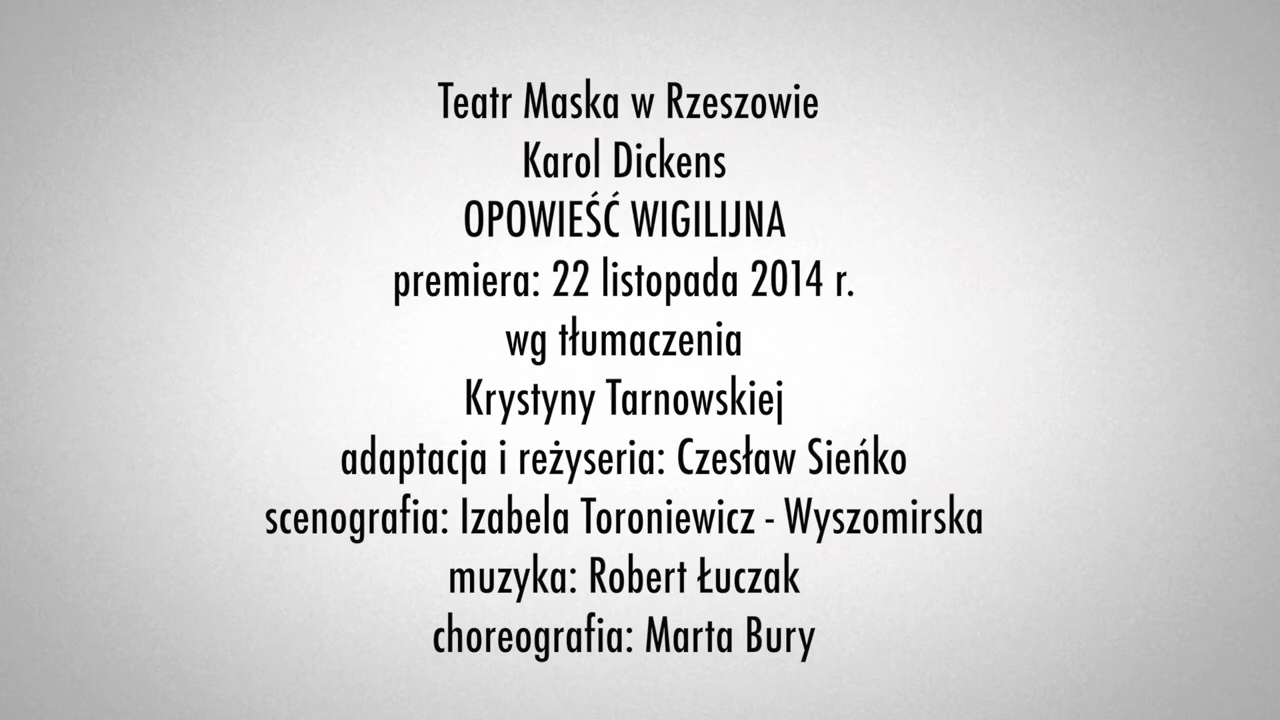 Teatr Maska w Rzeszowie
Karol Dickens
OPOWIEŚĆ WIGILIJNA
premiera: 22 listopada 2014 r.
wg tłumaczenia
Krystyny Tarnowskiej
adaptacja i reżyseria: Czesław Sieńko
scenografia: Izabela Toroniewicz - Wyszomirska
muzyka: Robert Łuczak
choreografia: Marta Bury